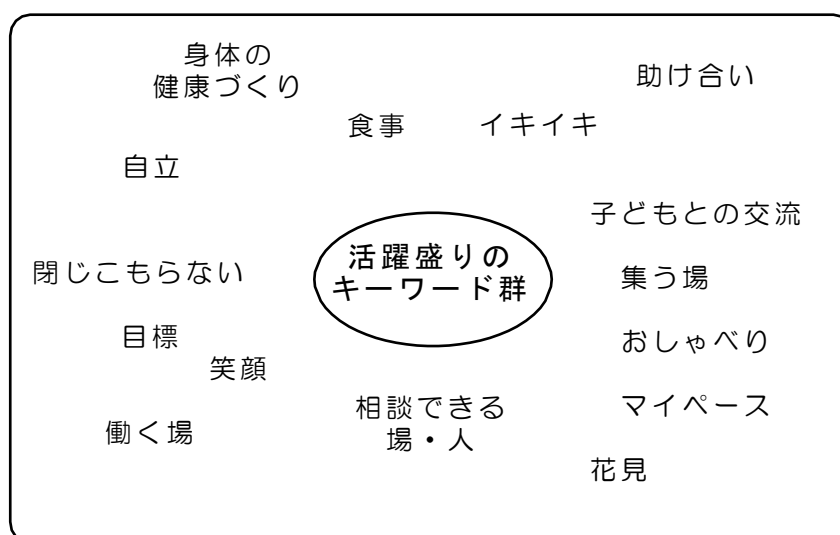 身体の
健康づくり
助け合い
食事
イキイキ
自立
子どもとの交流
活躍盛りの
キーワード群
閉じこもらない
集う場
目標
おしゃべり
笑顔
相談できる
場・人
マイペース
働く場
花見